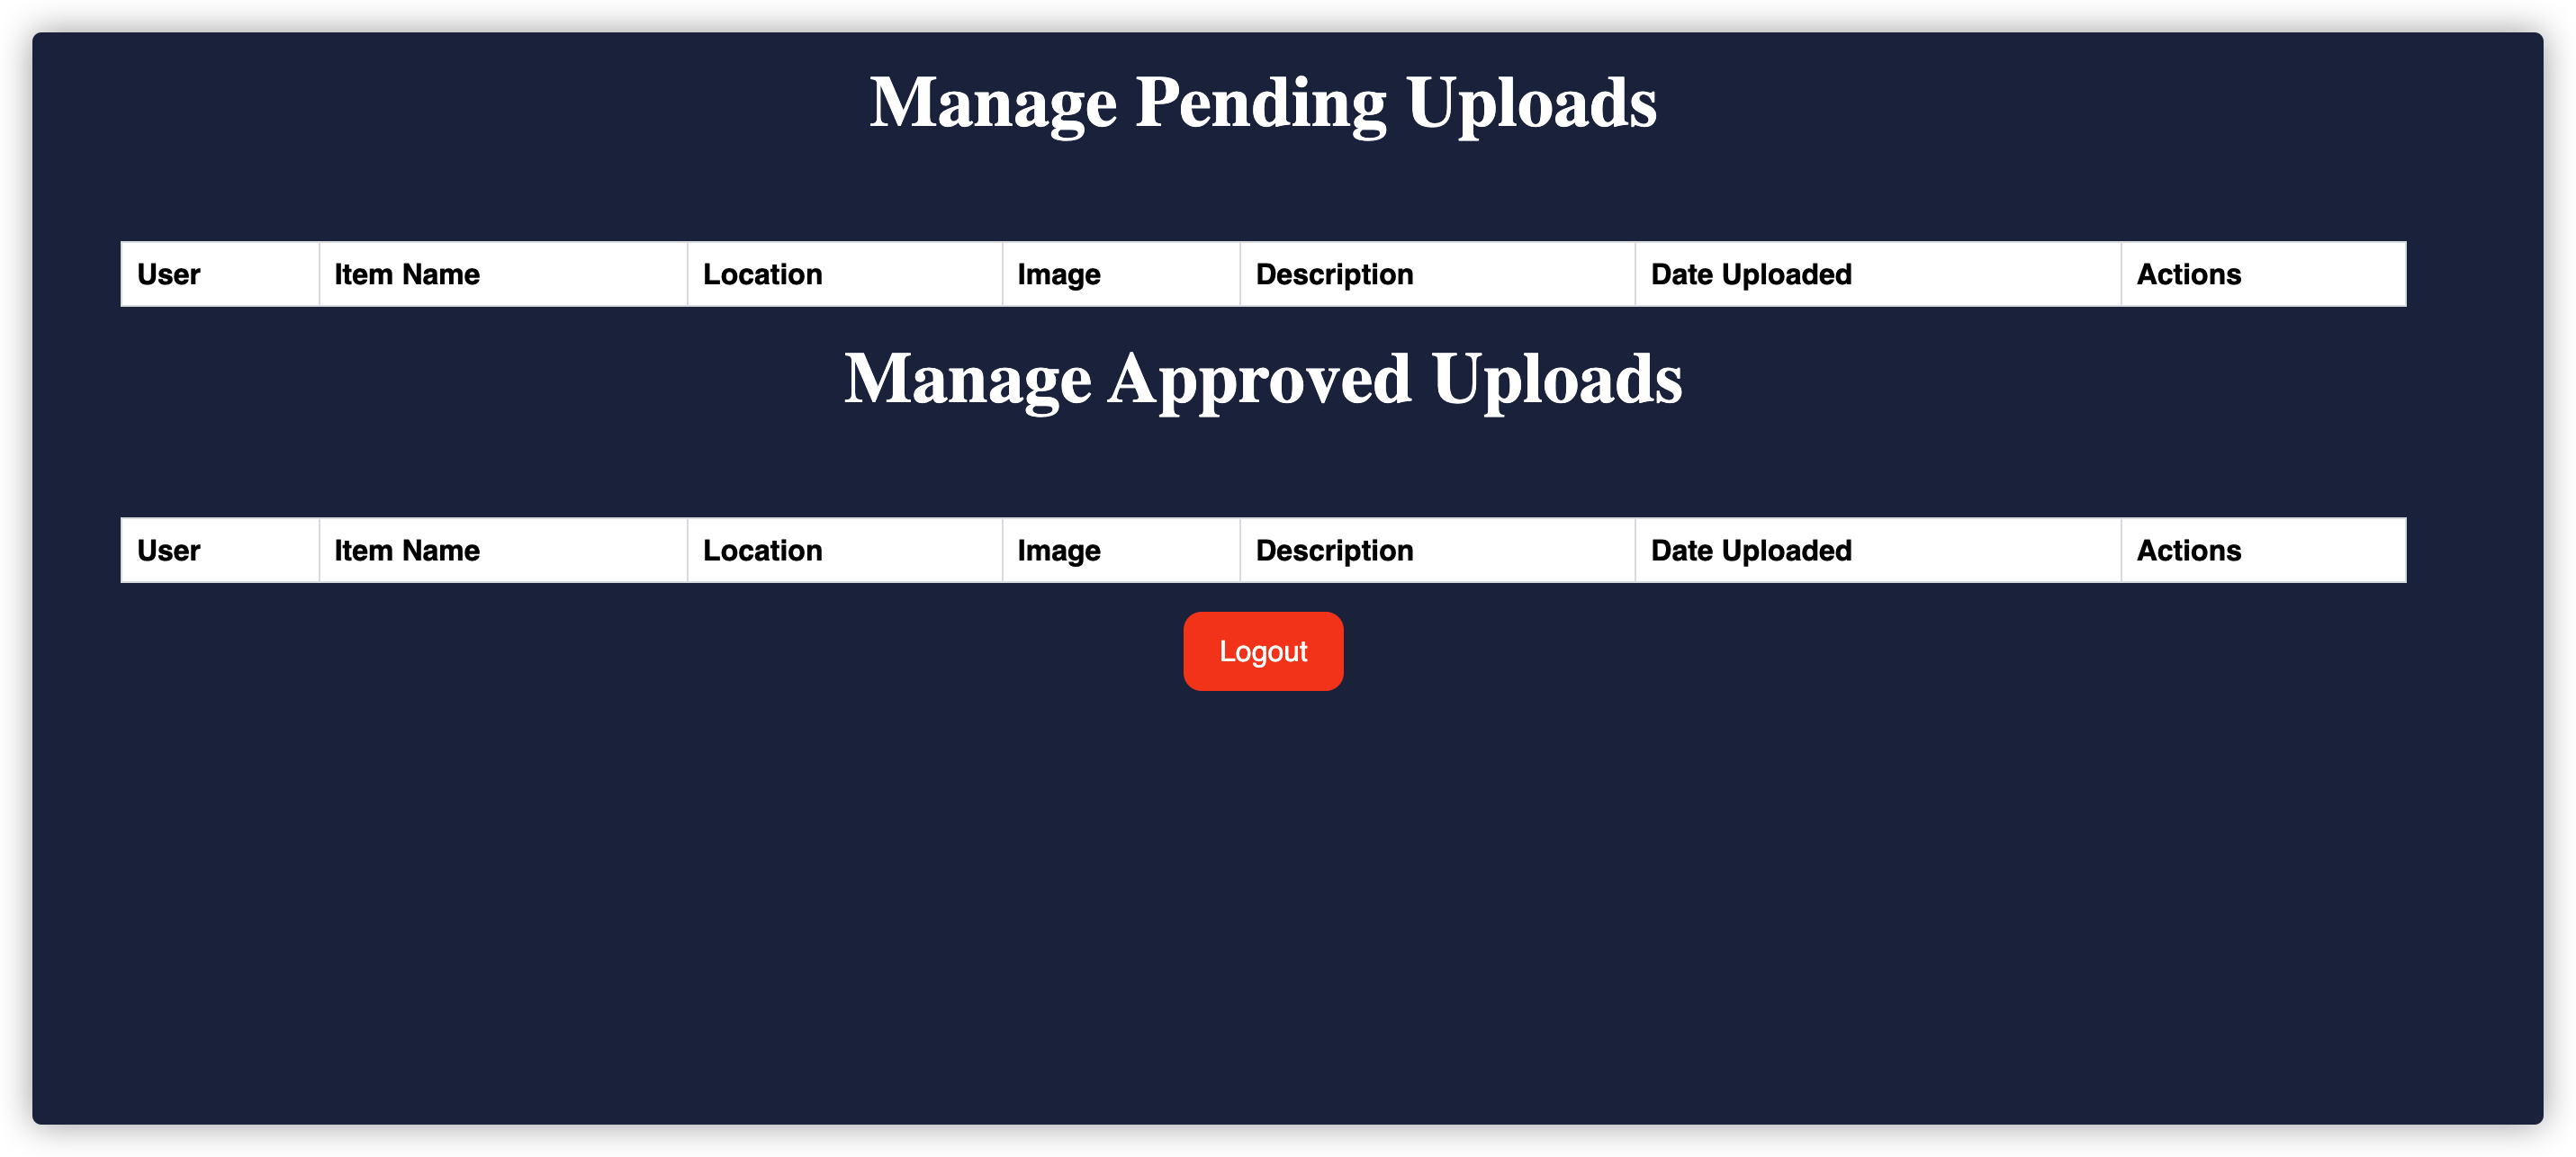 Manage Pending Uploads
User Item Name Location Image Description Date Uploaded Actions
Manage Approved Uploads
User Item Name Location Image Description Date Uploaded Actions
Logout